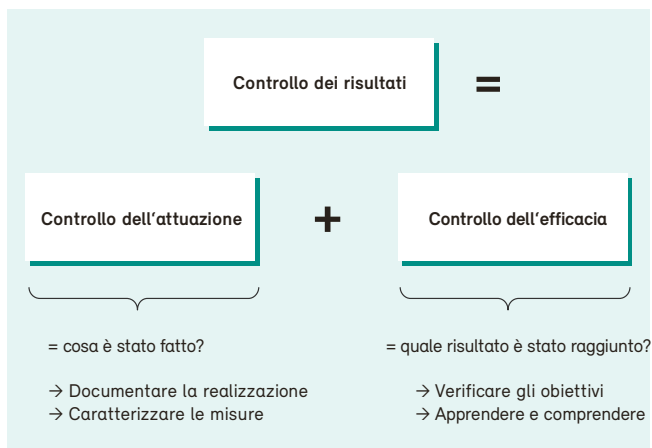 Controllo dei risultati =
Controllo dell'attuazione + Controllo dell'efficacia
= cosa è stato fatto?
→ Documentare la realizzazione
→ Caratterizzare le misure
= quale risultato è stato raggiunto?
→ Verificare gli obiettivi
→ Apprendere e comprendere